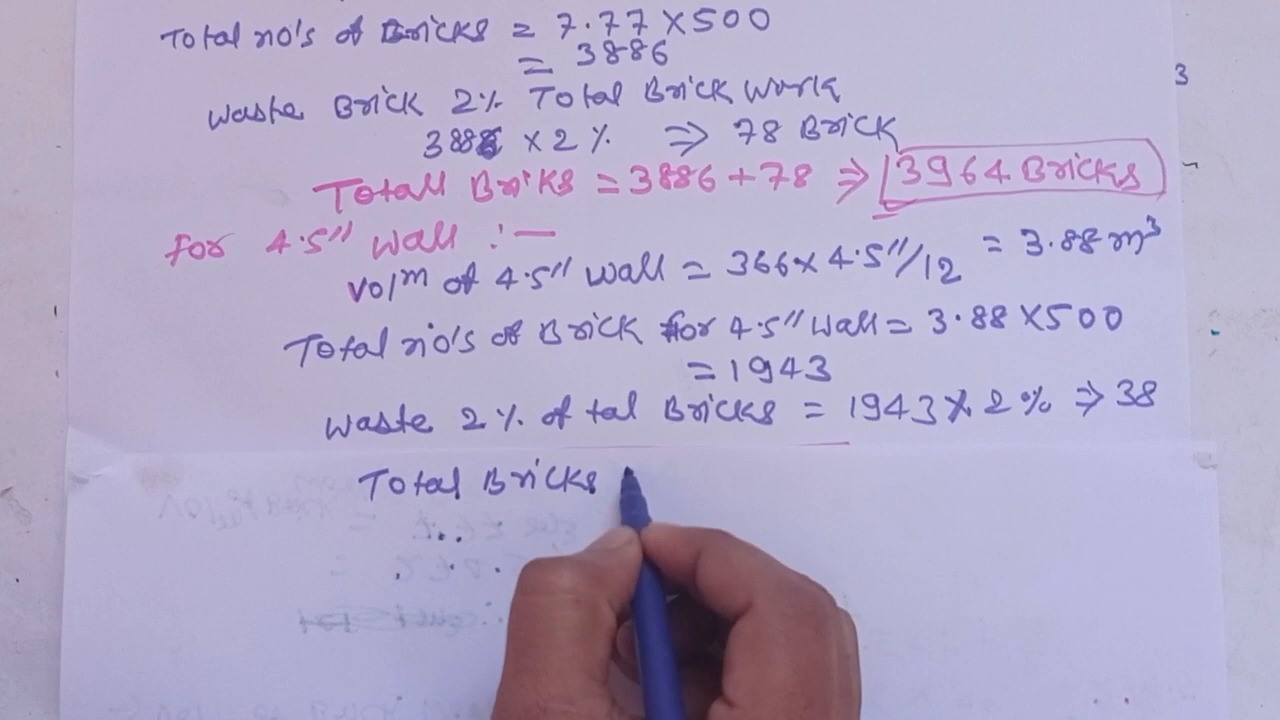 Total no's of Bricks = 7.77 × 500
= 3886
Waste Brick 2% Total Brick Work
3886 × 2% ⇒ 78 Brick
Totall Bricks = 3886 + 78 ⇒ 3964 Bricks
for 4.5" Wall :-
Vol^m of 4.5" Wall = 366 × 4.5"/12 = 3.88 m³
Total no's of Brick for 4.5" Wall = 3.88 × 500
= 1943
Waste 2% of tal Bricks = 1943 × 2% ⇒ 38
Total Bricks
3